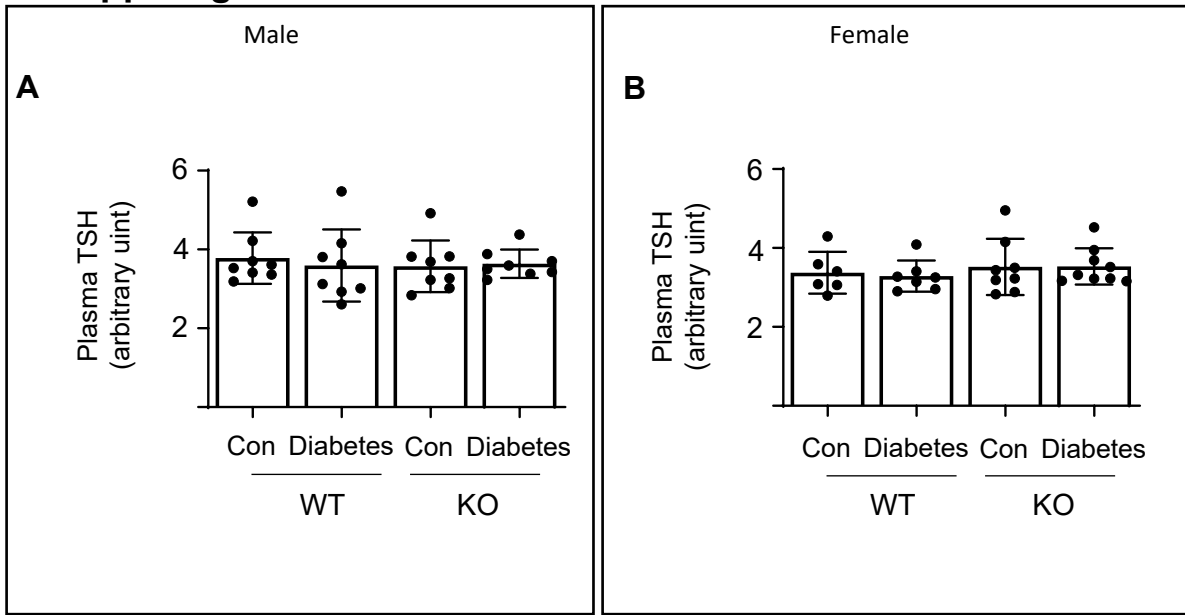 Male
A
Plasma TSH
(arbitrary uint)
6
4
2
Con Diabetes Con Diabetes
WT KO
Female
B
Plasma TSH
(arbitrary uint)
6
4
2
Con Diabetes Con Diabetes
WT KO